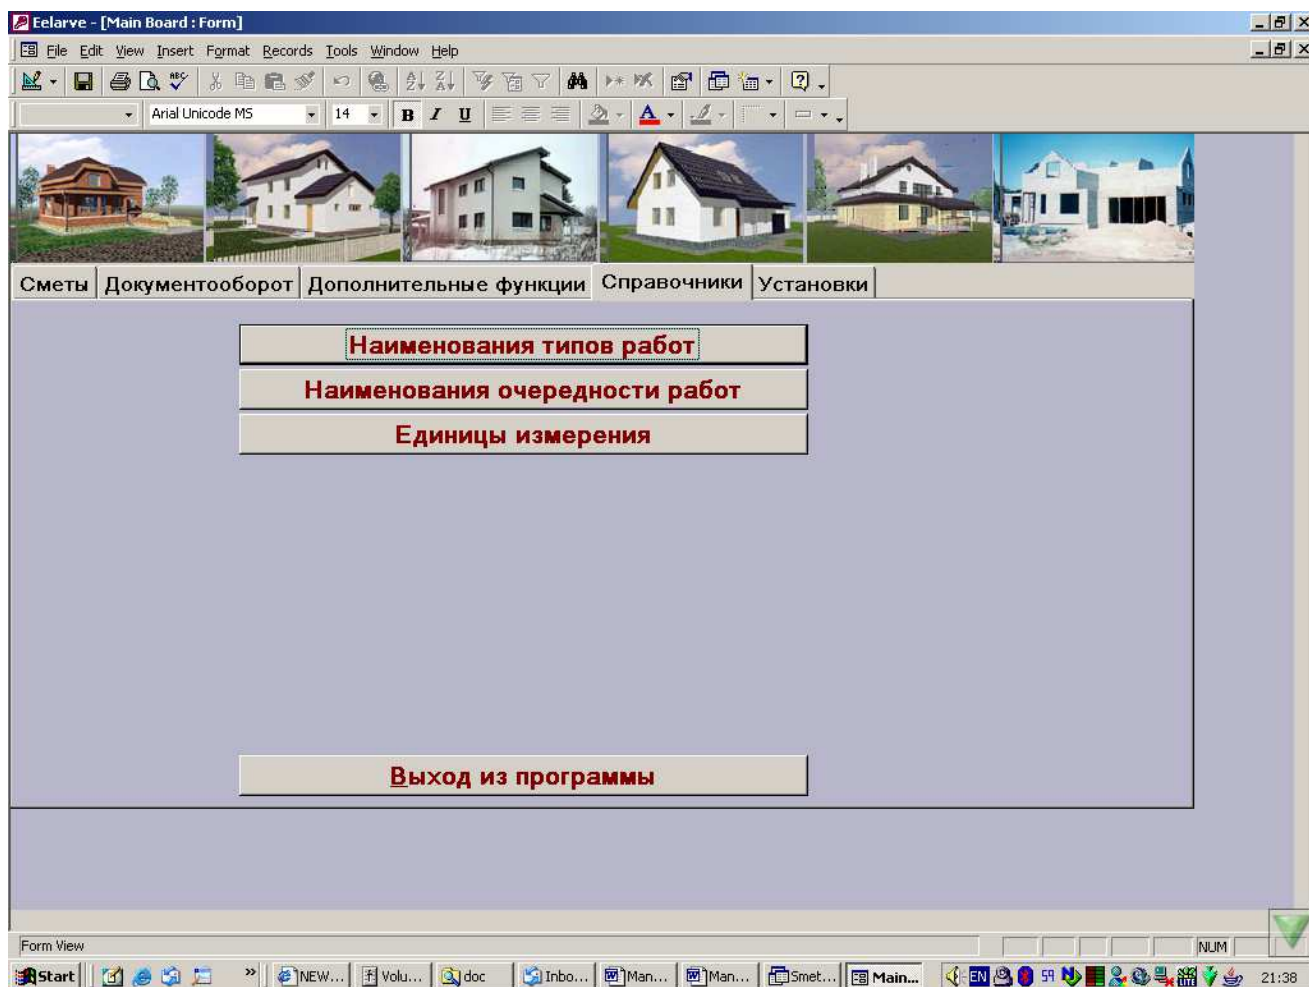 Eelarve - [Main Board : Form]
File Edit View Insert Format Records Tools Window Help
Arial Unicode MS 14 B I U
Сметы Документооборот Дополнительные функции Справочники Установки
Наименования типов работ
Наименования очередности работ
Единицы измерения
Выход из программы
Form View NUM
Start » NEW... Volu... doc Inbo... Man... Man... Smet... Main... EN 59 21:38